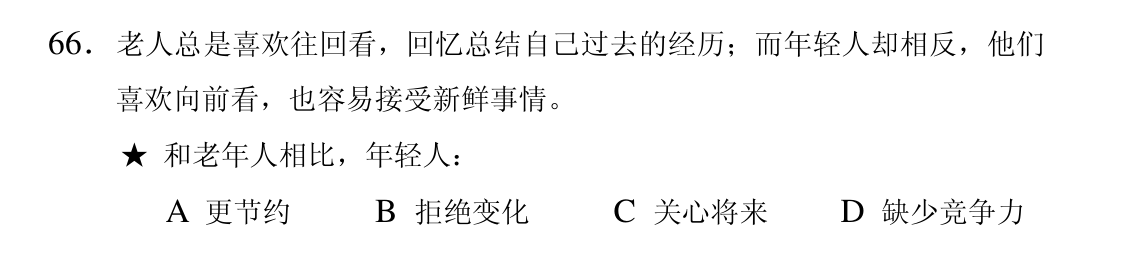 66．老人总是喜欢往回看，回忆总结自己过去的经历；而年轻人却相反，他们
喜欢向前看，也容易接受新鲜事情。
★ 和老年人相比，年轻人：
A 更节约 B 拒绝变化 C 关心将来 D 缺少竞争力